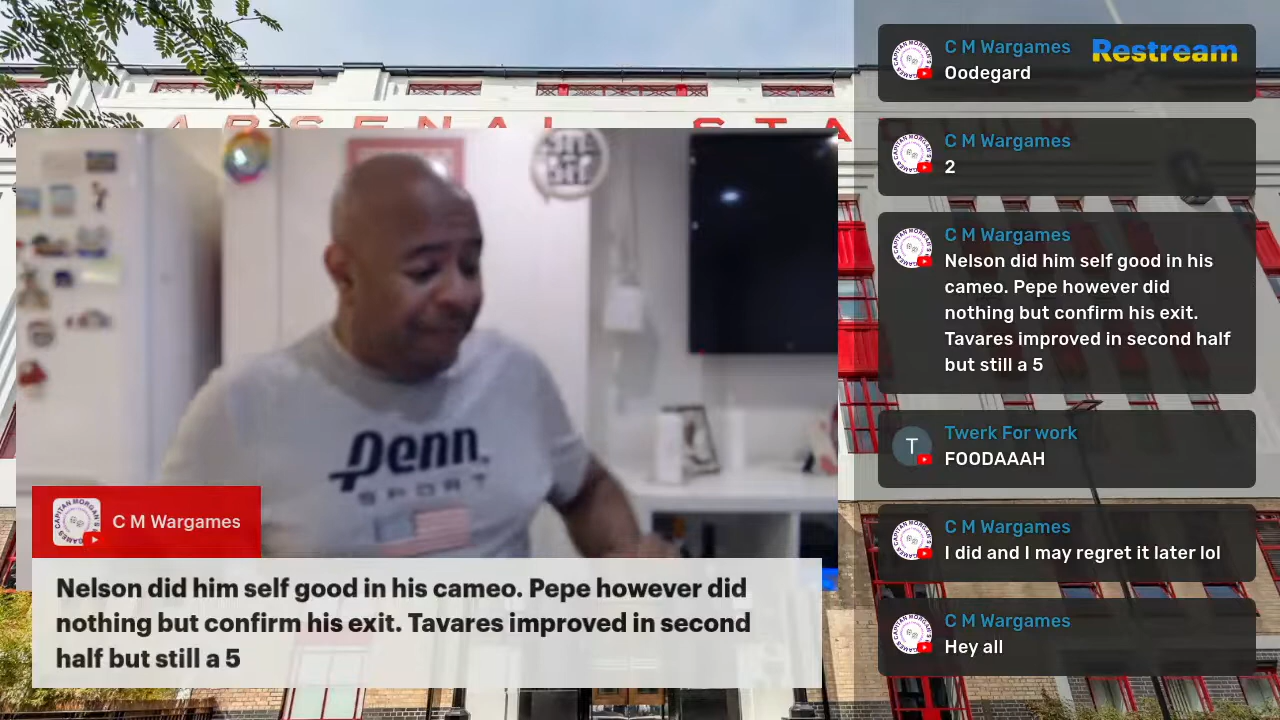 ARSENAL STA
Penn
SPORT
C M Wargames
Nelson did him self good in his cameo. Pepe however did
nothing but confirm his exit. Tavares improved in second
half but still a 5
Restream
C M Wargames
Oodegard
C M Wargames
2
C M Wargames
Nelson did him self good in his
cameo. Pepe however did
nothing but confirm his exit.
Tavares improved in second half
but still a 5
T
Twerk For work
FOODAAAH
C M Wargames
I did and I may regret it later lol
C M Wargames
Hey all